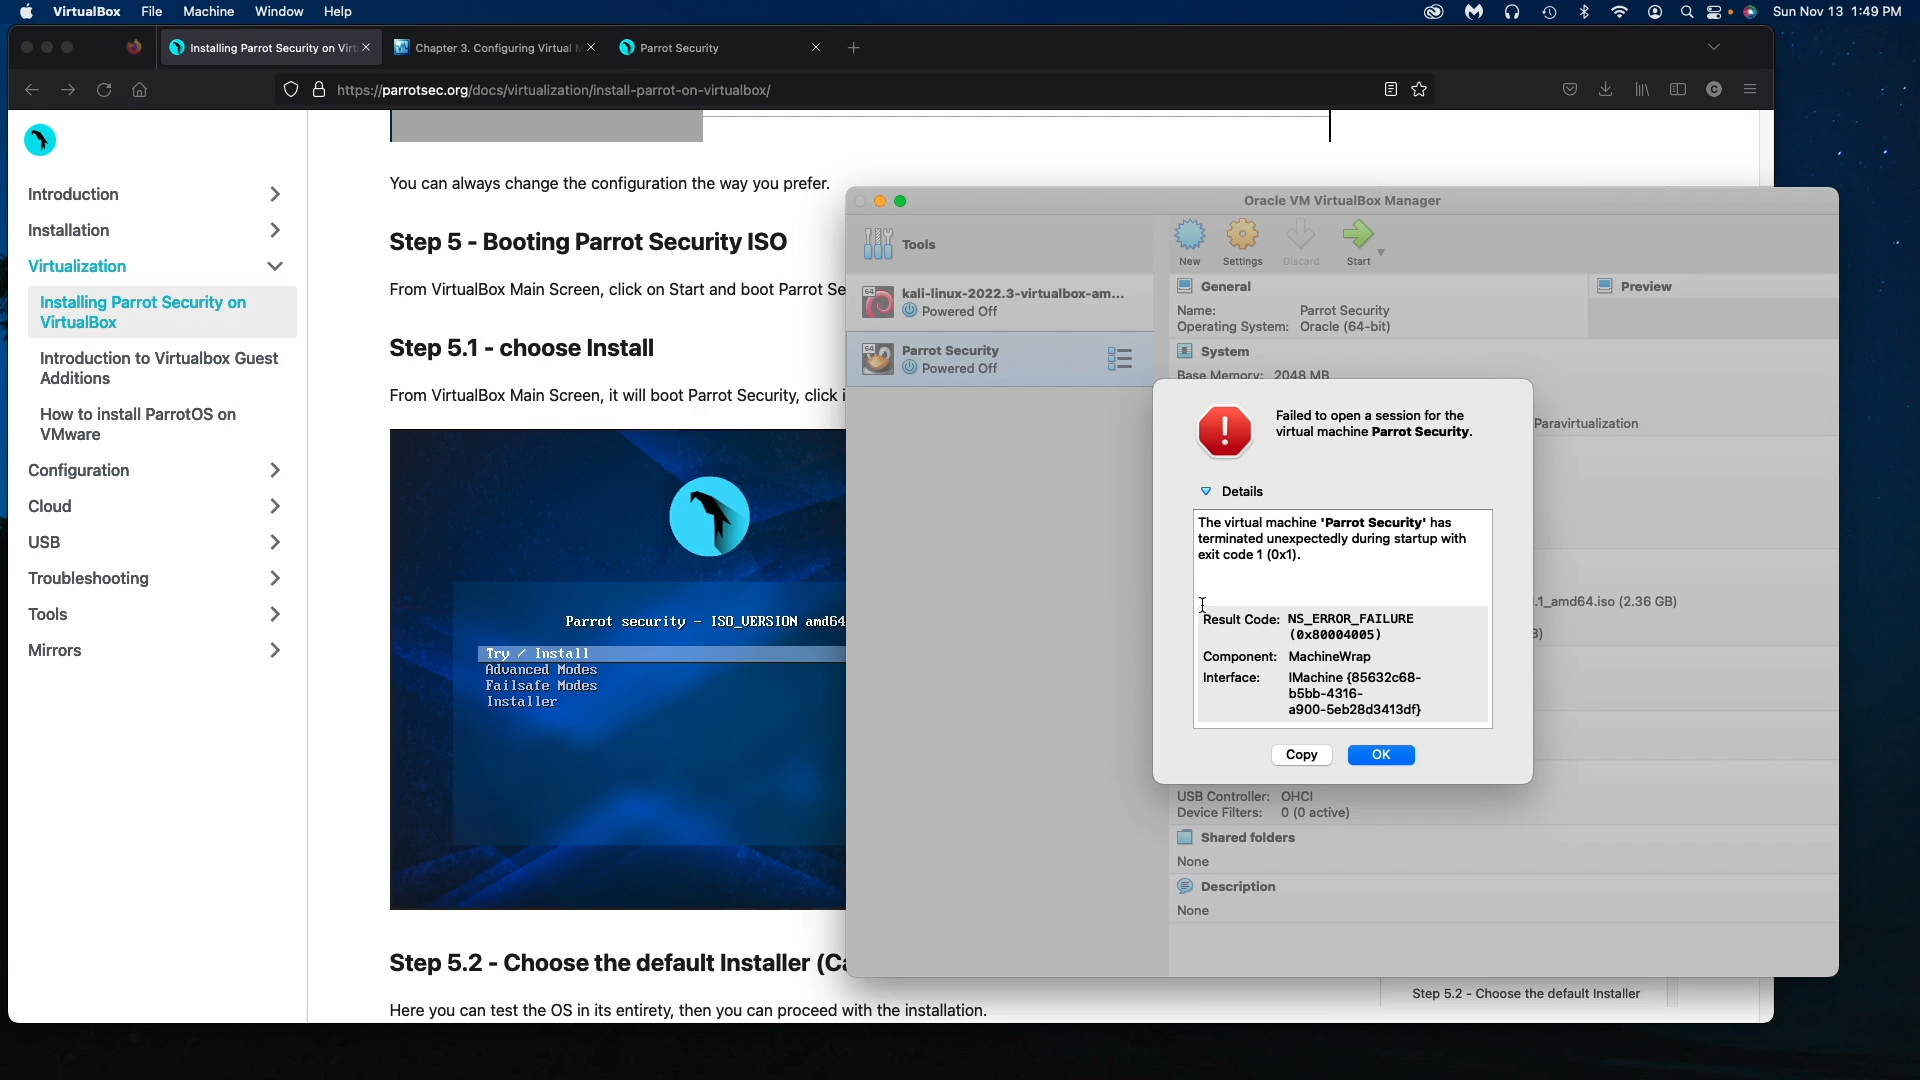 VirtualBox File Machine Window Help
Sun Nov 13 1:49 PM
Installing Parrot Security on Virt
Chapter 3. Configuring Virtual M
Parrot Security
https://parrotsec.org/docs/virtualization/install-parrot-on-virtualbox/
C
Introduction
Installation
Virtualization
Installing Parrot Security on
VirtualBox
Introduction to Virtualbox Guest
Additions
How to install ParrotOS on
VMware
Configuration
Cloud
USB
Troubleshooting
Tools
Mirrors
You can always change the configuration the way you prefer.
Step 5 - Booting Parrot Security ISO
From VirtualBox Main Screen, click on Start and boot Parrot Se
Step 5.1 - choose Install
From VirtualBox Main Screen, it will boot Parrot Security, click i
Parrot security - ISO_VERSION amd64
Try / Install
Advanced Modes
Failsafe Modes
Installer
Step 5.2 - Choose the default Installer (Ca
Here you can test the OS in its entirety, then you can proceed with the installation.
Step 5.2 - Choose the default Installer
Oracle VM VirtualBox Manager
Tools
New
Settings
Discard
Start
64
kali-linux-2022.3-virtualbox-am...
Powered Off
64
Parrot Security
Powered Off
General
Name: Parrot Security
Operating System: Oracle (64-bit)
Preview
System
Base Memory: 2048 MB
Paravirtualization
.1_amd64.iso (2.36 GB)
USB Controller: OHCI
Device Filters: 0 (0 active)
Shared folders
None
Description
None
Failed to open a session for the
virtual machine Parrot Security.
Details
The virtual machine 'Parrot Security' has
terminated unexpectedly during startup with
exit code 1 (0x1).
Result Code: NS_ERROR_FAILURE
(0x80004005)
Component: MachineWrap
Interface: IMachine {85632c68-
b5bb-4316-
a900-5eb28d3413df}
Copy
OK